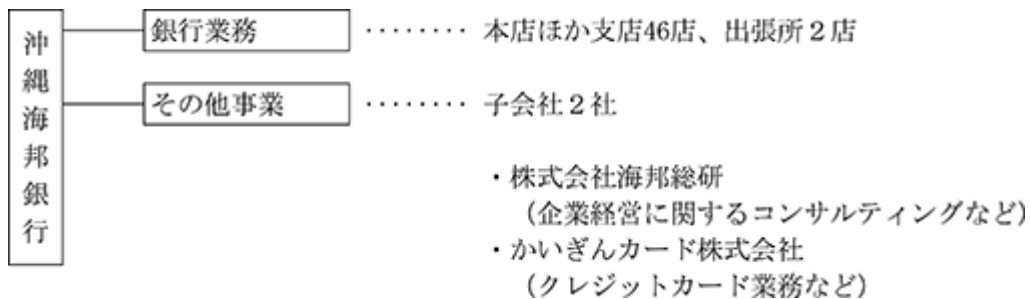 沖縄海邦銀行
銀行業務 ‥‥‥‥ 本店ほか支店46店、出張所２店
その他事業 ‥‥‥‥ 子会社２社
・株式会社海邦総研
（企業経営に関するコンサルティングなど）
・かいぎんカード株式会社
（クレジットカード業務など）